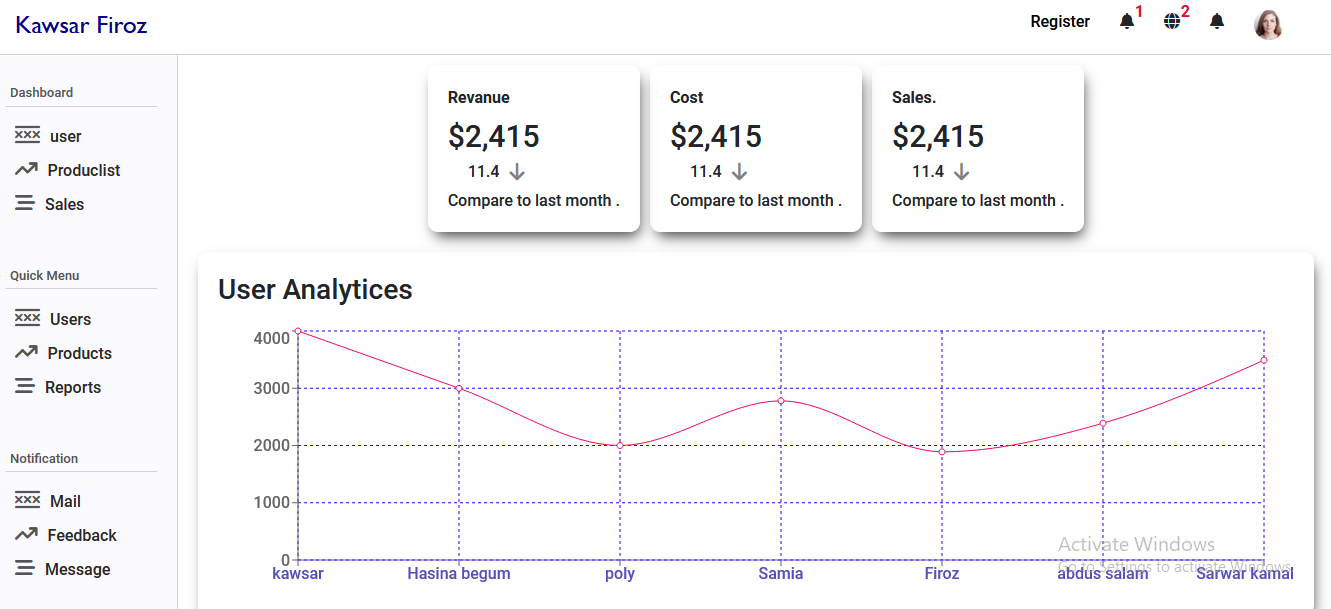 Kawsar Firoz
Register 1 2
Dashboard
user
Produclist
Sales
Quick Menu
Users
Products
Reports
Notification
Mail
Feedback
Message
Revanue
$2,415
11.4
Compare to last month .
Cost
$2,415
11.4
Compare to last month .
Sales.
$2,415
11.4
Compare to last month .
User Analytices
4000
3000
2000
1000
0
kawsar Hasina begum poly Samia Firoz abdus salam Sarwar kamal
Activate Windows
Go to Settings to activate Windows.